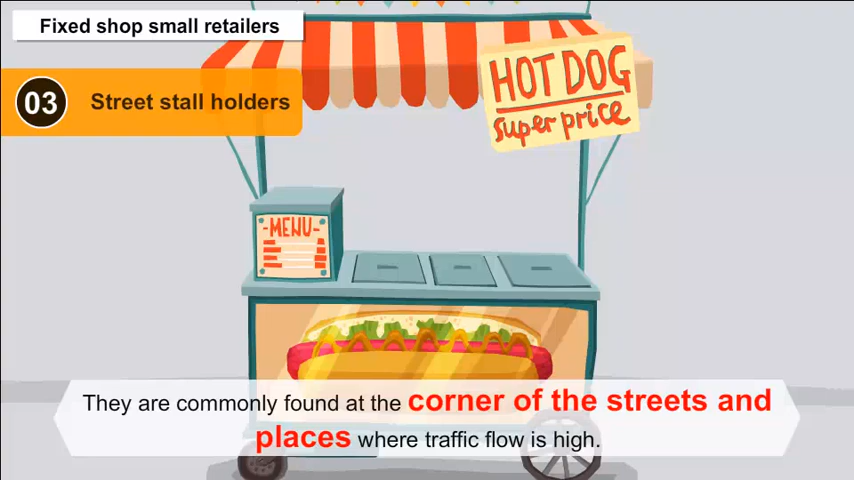 Fixed shop small retailers
03 Street stall holders
HOT DOG
super price
-MENU-
They are commonly found at the corner of the streets and
places where traffic flow is high.